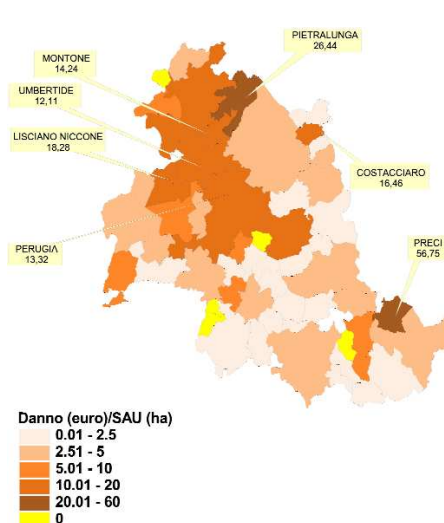 PIETRALUNGA
26,44
MONTONE
14,24
UMBERTIDE
12,11
LISCIANO NICCONE
18,28
COSTACCIARO
16,46
PERUGIA
13,32
PRECI
56,75
Danno (euro)/SAU (ha)
0.01 - 2.5
2.51 - 5
5.01 - 10
10.01 - 20
20.01 - 60
0